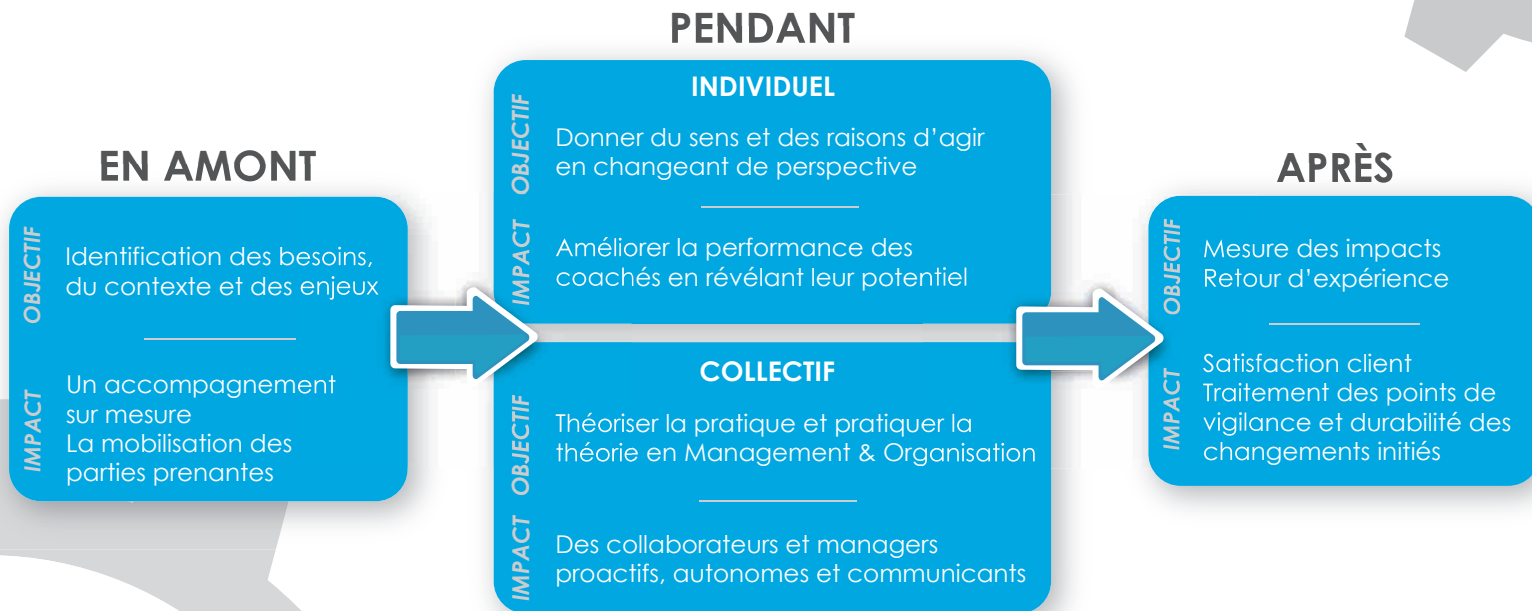 EN AMONT
OBJECTIF
Identification des besoins,
du contexte et des enjeux
IMPACT
Un accompagnement
sur mesure
La mobilisation des
parties prenantes
PENDANT
INDIVIDUEL
OBJECTIF
Donner du sens et des raisons d’agir
en changeant de perspective
IMPACT
Améliorer la performance des
coachés en révélant leur potentiel
COLLECTIF
OBJECTIF
Théoriser la pratique et pratiquer la
théorie en Management & Organisation
IMPACT
Des collaborateurs et managers
proactifs, autonomes et communicants
APRÈS
OBJECTIF
Mesure des impacts
Retour d’expérience
IMPACT
Satisfaction client
Traitement des points de
vigilance et durabilité des
changements initiés